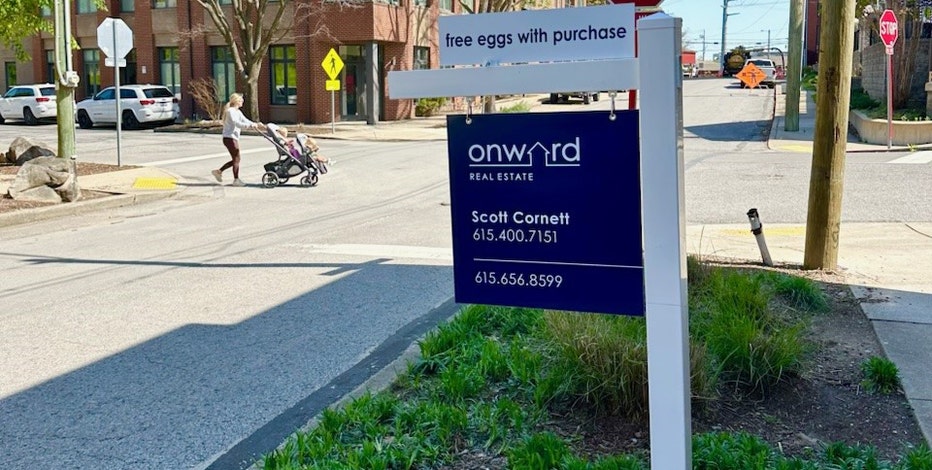 free eggs with purchase
onward
REAL ESTATE
Scott Cornett
615.400.7151
615.656.8599
STOP